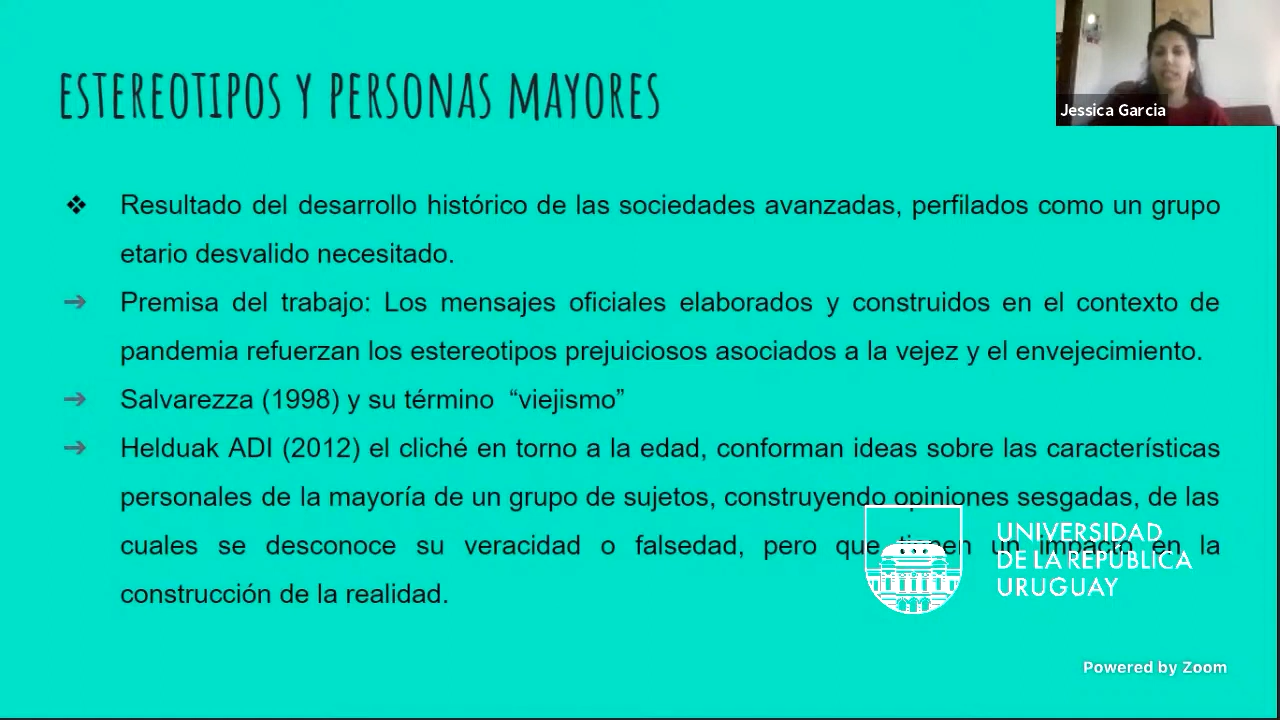 ESTEREOTIPOS Y PERSONAS MAYORES
Jessica Garcia
❖ Resultado del desarrollo histórico de las sociedades avanzadas, perfilados como un grupo
etario desvalido necesitado.
➔ Premisa del trabajo: Los mensajes oficiales elaborados y construidos en el contexto de
pandemia refuerzan los estereotipos prejuiciosos asociados a la vejez y el envejecimiento.
➔ Salvarezza (1998) y su término “viejismo”
➔ Helduak ADI (2012) el cliché en torno a la edad, conforman ideas sobre las características
personales de la mayoría de un grupo de sujetos, construyendo opiniones sesgadas, de las
cuales se desconoce su veracidad o falsedad, pero que tienen un impacto en la
construcción de la realidad.
UNIVERSIDAD
DE LA REPÚBLICA
URUGUAY
Powered by Zoom